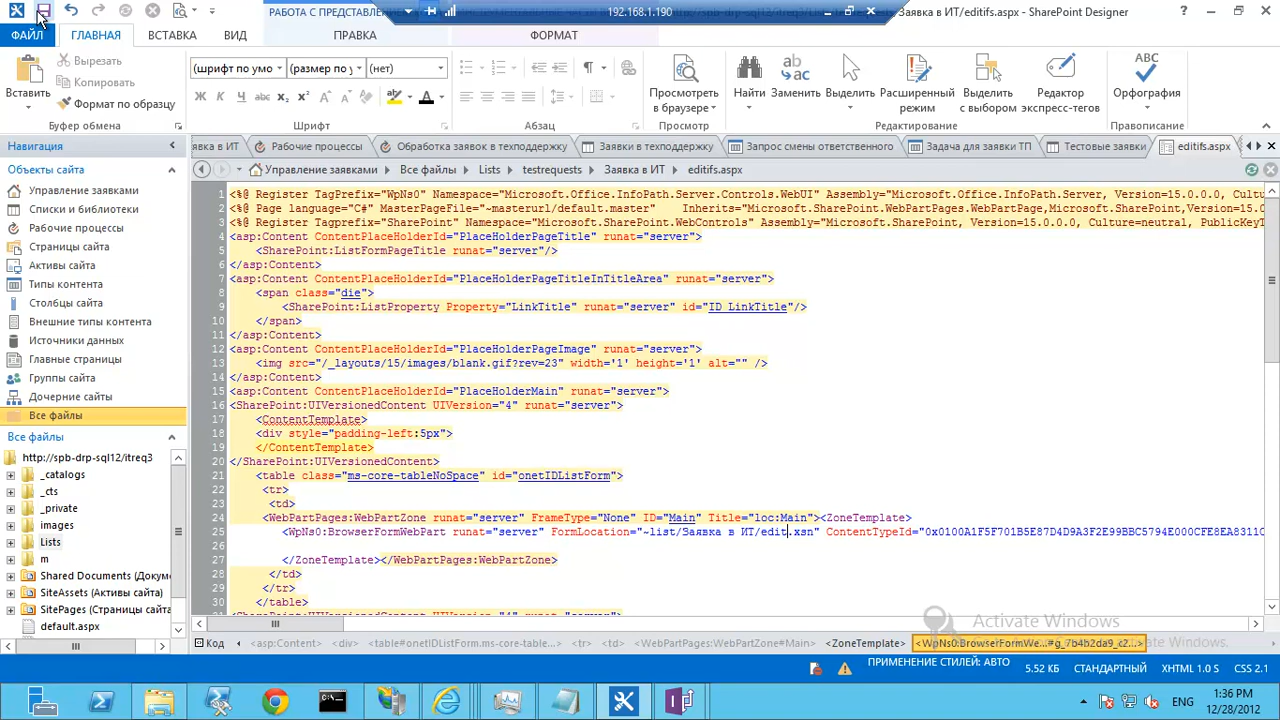 РАБОТА С ПРЕДСТАВЛЕ
192.168.1.190
Заявка в ИТ/editifs.aspx - SharePoint Designer
ФАЙЛ ГЛАВНАЯ ВСТАВКА ВИД ПРАВКА ФОРМАТ
Вырезать
Копировать
Формат по образцу
Вставить
(шрифт по умо (размер по у (нет)
Ж К Ч abc X₂ X²
Просмотреть в браузере
Найти Заменить Выделить
Расширенный режим
Выделить с выбором
Редактор экспресс-тегов
ABC
Орфография
Буфер обмена Шрифт Абзац Просмотр Редактирование Правописание
Навигация
явка в ИТ Рабочие процессы Обработка заявок в техподдержку Заявки в техподдержку Запрос смены ответственного Задача для заявки ТП Тестовые заявки editifs.aspx
Объекты сайта
Управление заявками Все файлы Lists testrequests Заявка в ИТ editifs.aspx
Управление заявками
Списки и библиотеки
Рабочие процессы
Страницы сайта
Активы сайта
Типы контента
Столбцы сайта
Внешние типы контента
Источники данных
Главные страницы
Группы сайта
Дочерние сайты
Все файлы
Все файлы
http://spb-drp-sql12/itreq3
_catalogs
_cts
_private
images
Lists
m
Shared Documents (Докум
SiteAssets (Активы сайта)
SitePages (Страницы сайта
default.aspx
1 <%@ Register TagPrefix="WpNs0" Namespace="Microsoft.Office.InfoPath.Server.Controls.WebUI" Assembly="Microsoft.Office.InfoPath.Server, Version=15.0.0.0, Cultu
2 <%@ Page language="C#" MasterPageFile="~masterurl/default.master" Inherits="Microsoft.SharePoint.WebPartPages.WebPartPage,Microsoft.SharePoint,Version=15.0
3 <%@ Register Tagprefix="SharePoint" Namespace="Microsoft.SharePoint.WebControls" Assembly="Microsoft.SharePoint, Version=15.0.0.0, Culture=neutral, PublicKeyT
4 <asp:Content ContentPlaceHolderId="PlaceHolderPageTitle" runat="server">
5 <SharePoint:ListFormPageTitle runat="server"/>
6 </asp:Content>
7 <asp:Content ContentPlaceHolderId="PlaceHolderPageTitleInTitleArea" runat="server">
8 <span class="die">
9 <SharePoint:ListProperty Property="LinkTitle" runat="server" id="ID_LinkTitle"/>
10 </span>
11 </asp:Content>
12 <asp:Content ContentPlaceHolderId="PlaceHolderPageImage" runat="server">
13 <img src="/_layouts/15/images/blank.gif?rev=23" width='1' height='1' alt="" />
14 </asp:Content>
15 <asp:Content ContentPlaceHolderId="PlaceHolderMain" runat="server">
16 <SharePoint:UIVersionedContent UIVersion="4" runat="server">
17 <ContentTemplate>
18 <div style="padding-left:5px">
19 </ContentTemplate>
20 </SharePoint:UIVersionedContent>
21 <table class="ms-core-tableNoSpace" id="onetIDListForm">
22 <tr>
23 <td>
24 <WebPartPages:WebPartZone runat="server" FrameType="None" ID="Main" Title="loc:Main"><ZoneTemplate>
25 <WpNs0:BrowserFormWebPart runat="server" FormLocation="~list/Заявка в ИТ/edit.xsn" ContentTypeId="0x0100A1F5F701B5E87D4D9A3F2E99BBC5794E000CFE8EA8311C
26
27 </ZoneTemplate></WebPartPages:WebPartZone>
28 </td>
29 </tr>
30 </table>
Activate Windows
Код <asp:Content> <div> <table#onetIDListForm.ms-core-table...> <tr> <td> <WebPartPages:WebPartZone#Main> <ZoneTemplate> <WpNs0:BrowserFormWe...#g_7b4b2da9_c2...>
ПРИМЕНЕНИЕ СТИЛЕЙ: АВТО 5.52 КБ СТАНДАРТНЫЙ XHTML 1.0 S CSS 2.1
ENG
1:36 PM
12/28/2012